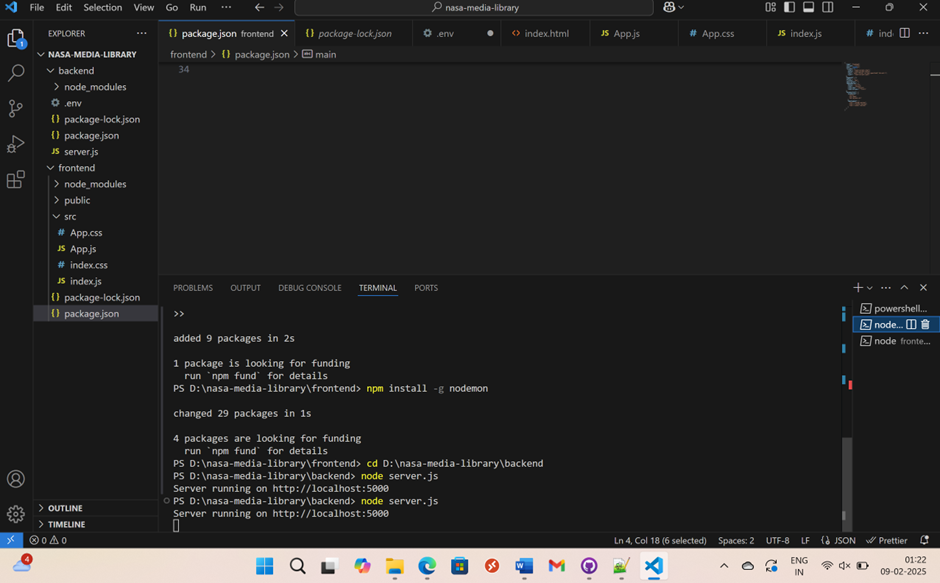 File Edit Selection View Go Run ··· nasa-media-library
EXPLORER ···
package.json frontend
package-lock.json
.env
index.html
JS App.js
# App.css
JS index.js
# ind
frontend > {} package.json > main
34
NASA-MEDIA-LIBRARY
backend
node_modules
.env
package-lock.json
package.json
JS server.js
frontend
node_modules
public
src
# App.css
JS App.js
# index.css
JS index.js
package-lock.json
package.json
OUTLINE
TIMELINE
PROBLEMS OUTPUT DEBUG CONSOLE TERMINAL PORTS
>>
added 9 packages in 2s
1 package is looking for funding
run `npm fund` for details
PS D:\nasa-media-library\frontend> npm install -g nodemon
changed 29 packages in 1s
4 packages are looking for funding
run `npm fund` for details
PS D:\nasa-media-library\frontend> cd D:\nasa-media-library\backend
PS D:\nasa-media-library\backend> node server.js
Server running on http://localhost:5000
PS D:\nasa-media-library\backend> node server.js
Server running on http://localhost:5000
powershell...
node...
node fronte...
0 0 Ln 4, Col 18 (6 selected) Spaces: 2 UTF-8 LF {} JSON Prettier
4
1
ENG
IN
01:22
09-02-2025